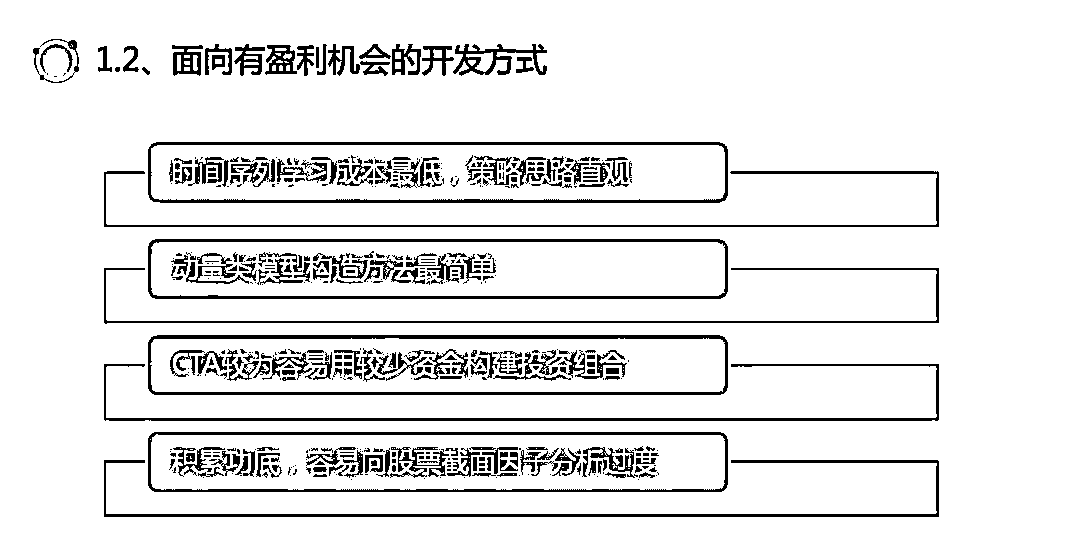 1.2、面向有盈利机会的开发方式
时间序列学习成本最低，策略思路直观
动量类模型构造方法最简单
CTA较为容易用较少资金构建投资组合
积累功底，容易向股票截面因子分析过度